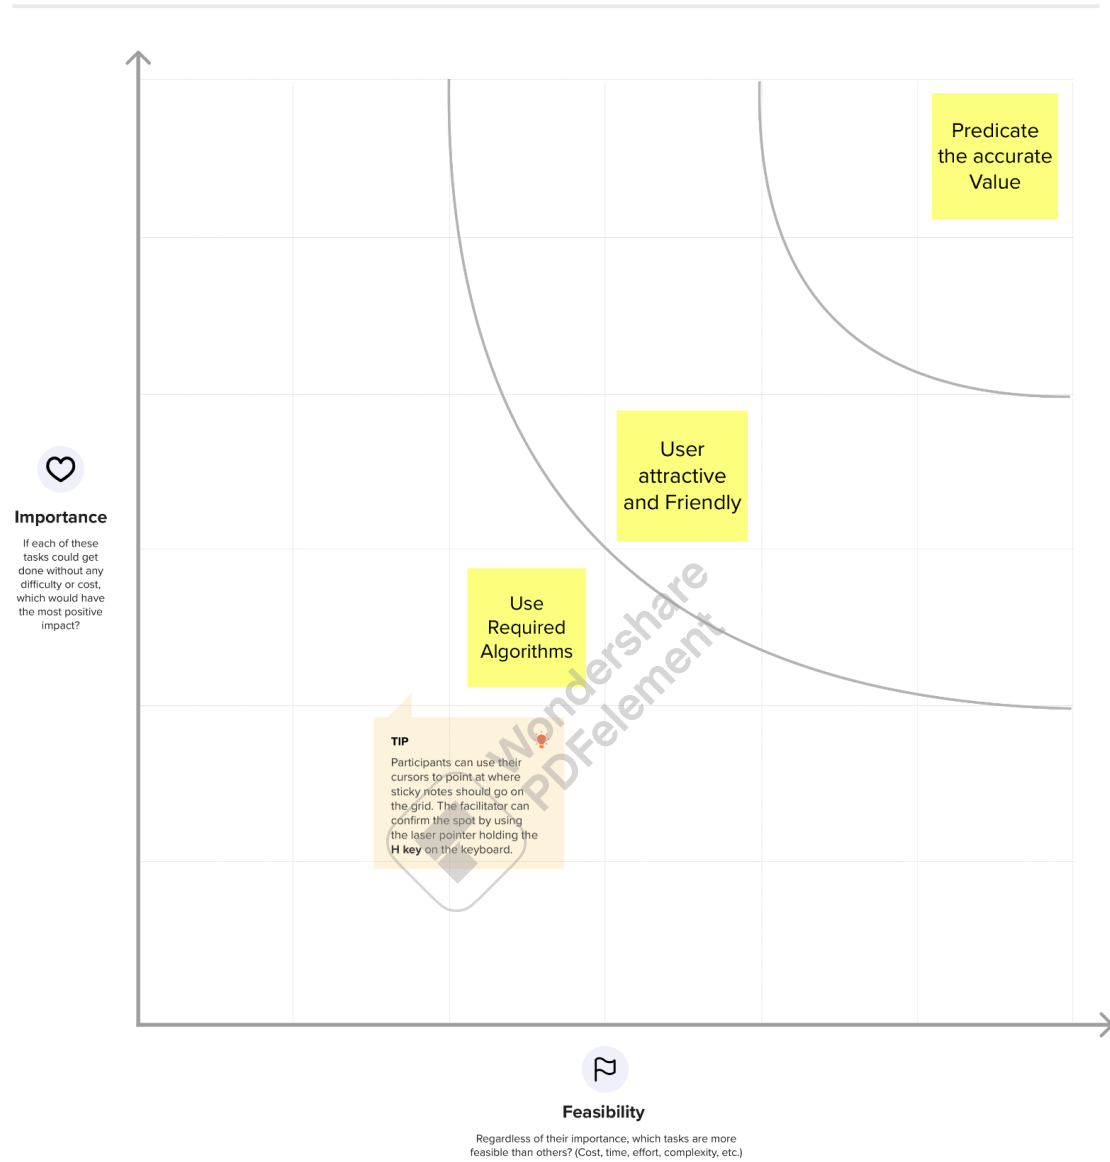 Predicate
the accurate
Value
User
attractive
and Friendly
Importance
If each of these
tasks could get
done without any
difficulty or cost,
which would have
the most positive
impact?
Use
Required
Algorithms
TIP
Participants can use their
cursors to point at where
sticky notes should go on
the grid. The facilitator can
confirm the spot by using
the laser pointer holding the
H key on the keyboard.
Wondershare
PDFelement
Feasibility
Regardless of their importance, which tasks are more
feasible than others? (Cost, time, effort, complexity, etc.)